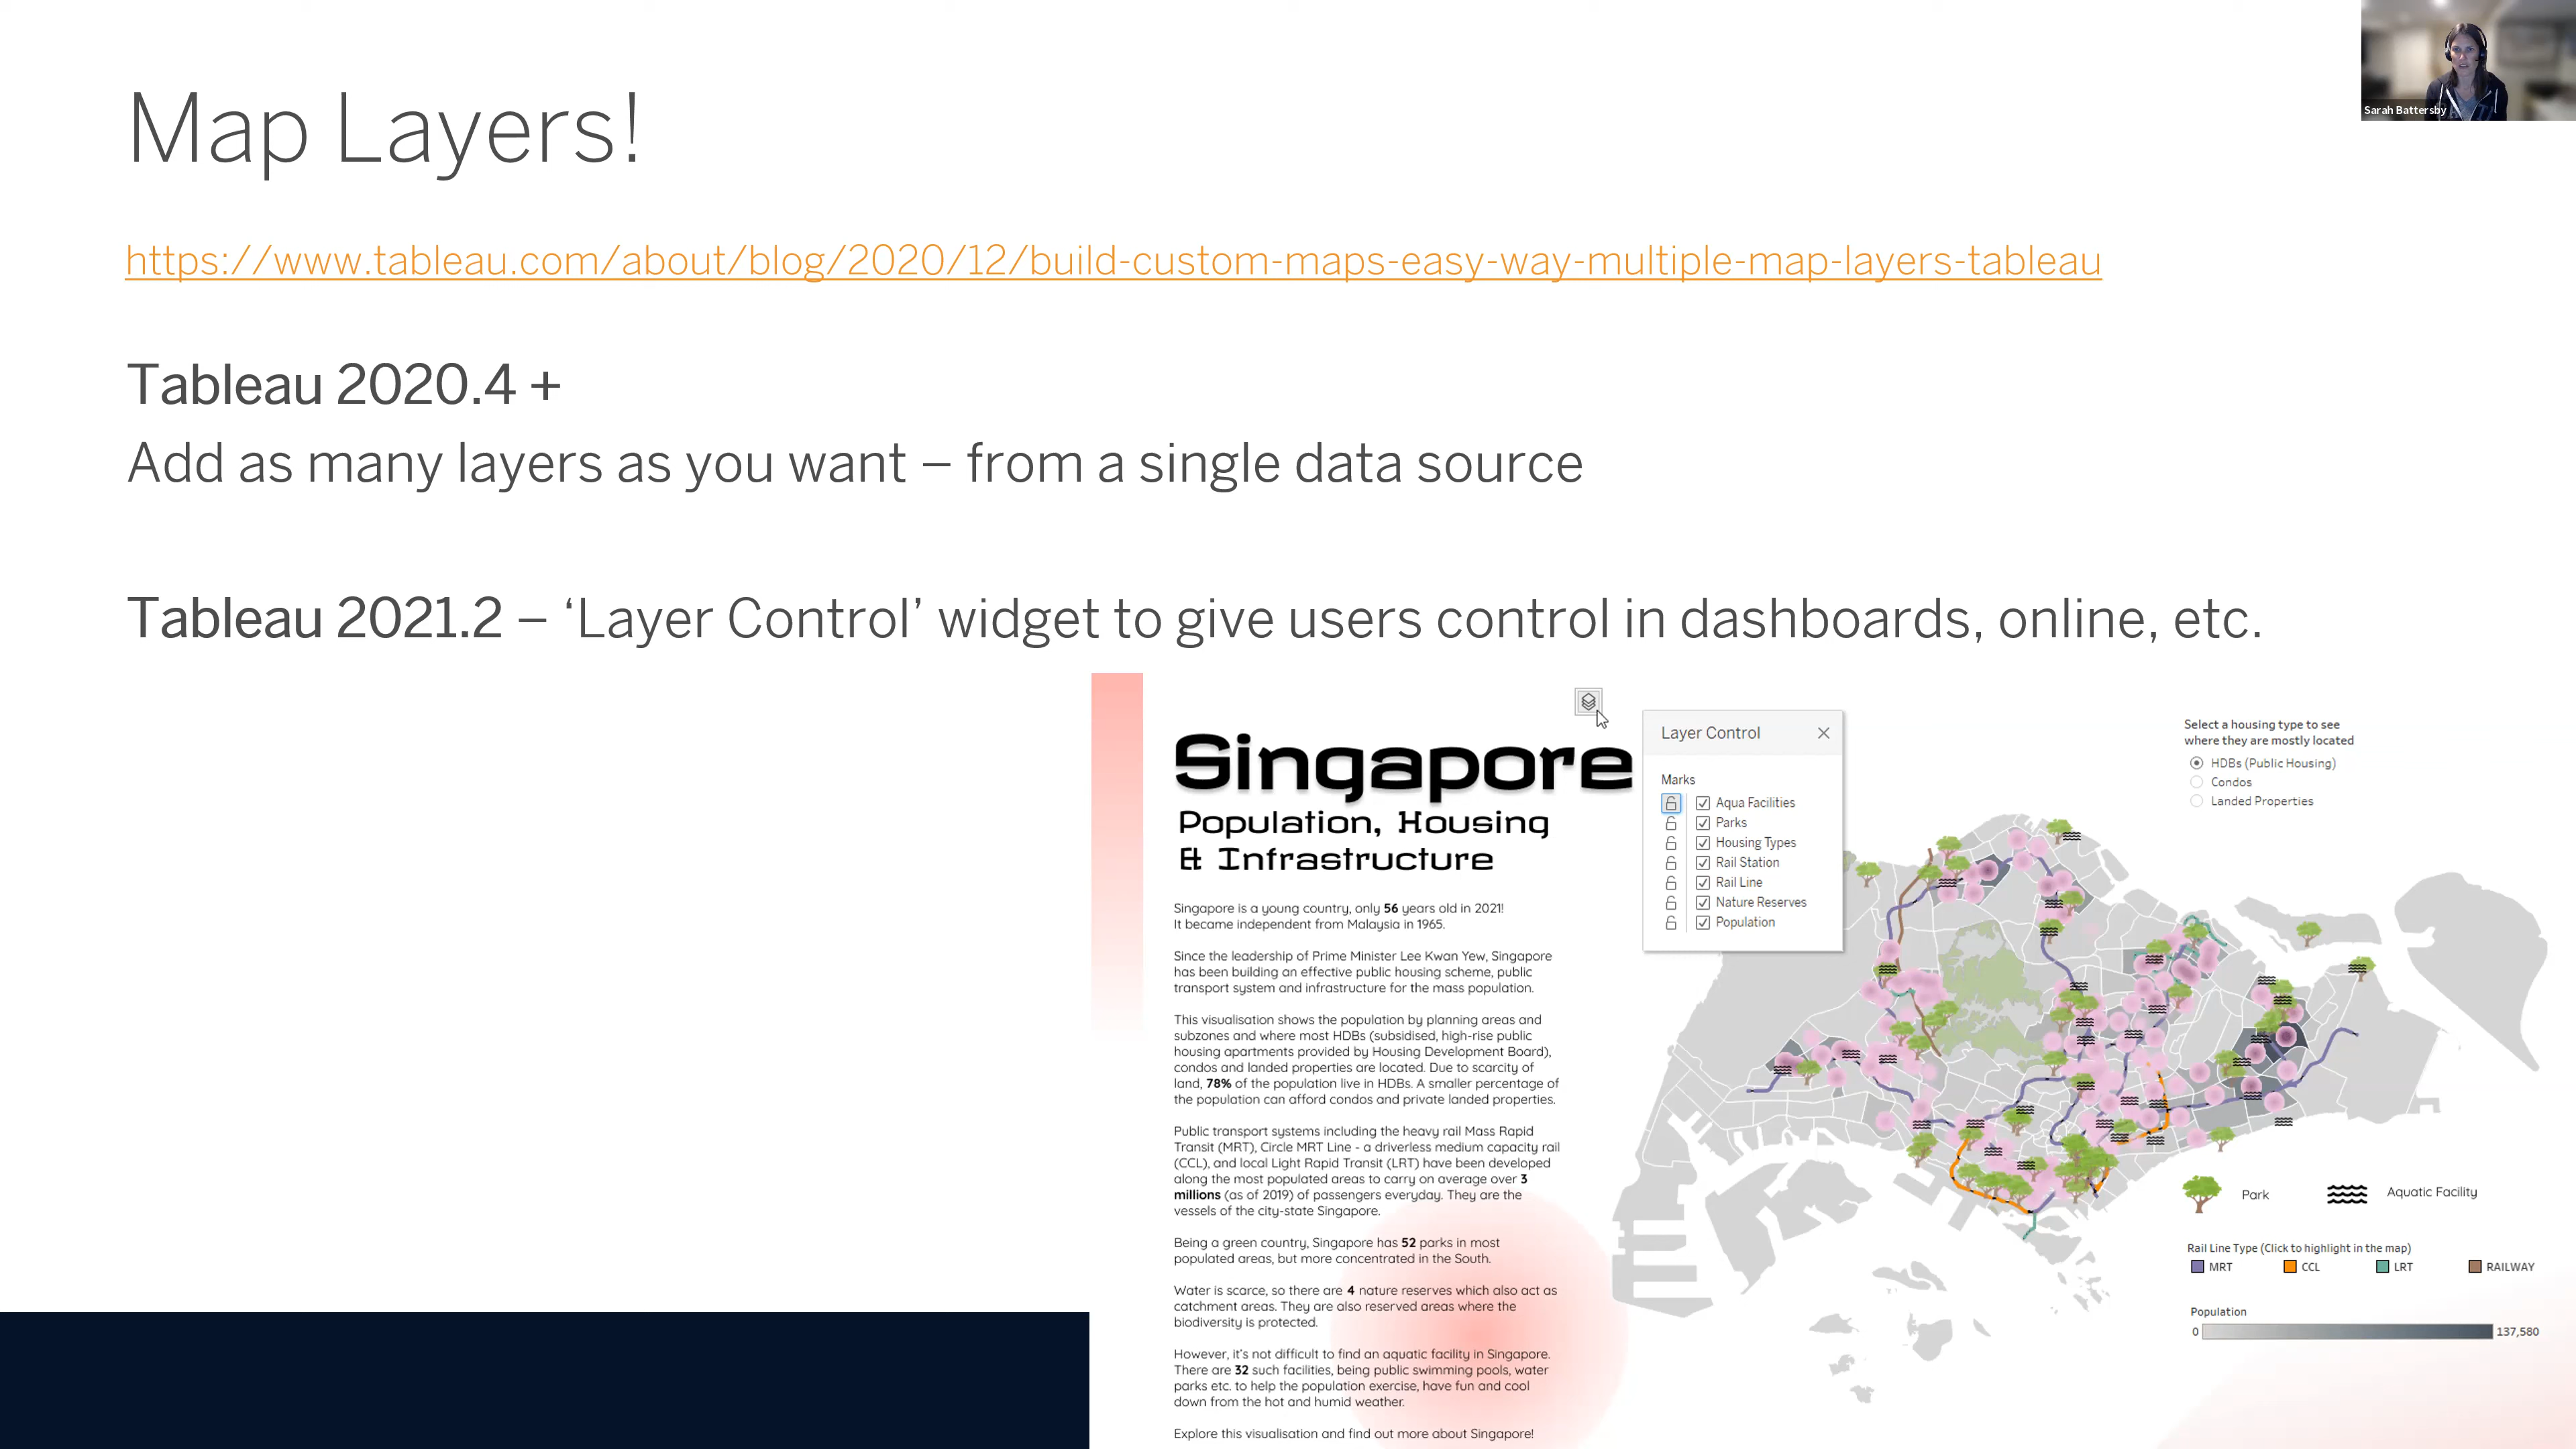 Map Layers!
Sarah Battersby
https://www.tableau.com/about/blog/2020/12/build-custom-maps-easy-way-multiple-map-layers-tableau
Tableau 2020.4 +
Add as many layers as you want – from a single data source
Tableau 2021.2 – ‘Layer Control’ widget to give users control in dashboards, online, etc.
Singapore
Population, Housing
& Infrastructure
Singapore is a young country, only 56 years old in 2021!
It became independent from Malaysia in 1965.
Since the leadership of Prime Minister Lee Kwan Yew, Singapore
has been building an effective public housing scheme, public
transport system and infrastructure for the mass population.
This visualisation shows the population by planning areas and
subzones and where most HDBs (subsidised, high-rise public
housing apartments provided by Housing Development Board),
condos and landed properties are located. Due to scarcity of
land, 78% of the population live in HDBs. A smaller percentage of
the population can afford condos and private landed properties.
Public transport systems including the heavy rail Mass Rapid
Transit (MRT), Circle MRT Line - a driverless medium capacity rail
(CCL), and local Light Rapid Transit (LRT) have been developed
along the most populated areas to carry on average over 3
millions (as of 2019) of passengers everyday. They are the
vessels of the city-state Singapore.
Being a green country, Singapore has 52 parks in most
populated areas, but more concentrated in the South.
Water is scarce, so there are 4 nature reserves which also act as
catchment areas. They are also reserved areas where the
biodiversity is protected.
However, it's not difficult to find an aquatic facility in Singapore.
There are 32 such facilities, being public swimming pools, water
parks etc. to help the population exercise, have fun and cool
down from the hot and humid weather.
Explore this visualisation and find out more about Singapore!
Layer Control
Marks
Aqua Facilities
Parks
Housing Types
Rail Station
Rail Line
Nature Reserves
Population
Select a housing type to see
where they are mostly located
HDBs (Public Housing)
Condos
Landed Properties
Park
Aquatic Facility
Rail Line Type (Click to highlight in the map)
MRT CCL LRT RAILWAY
Population
0 137,580